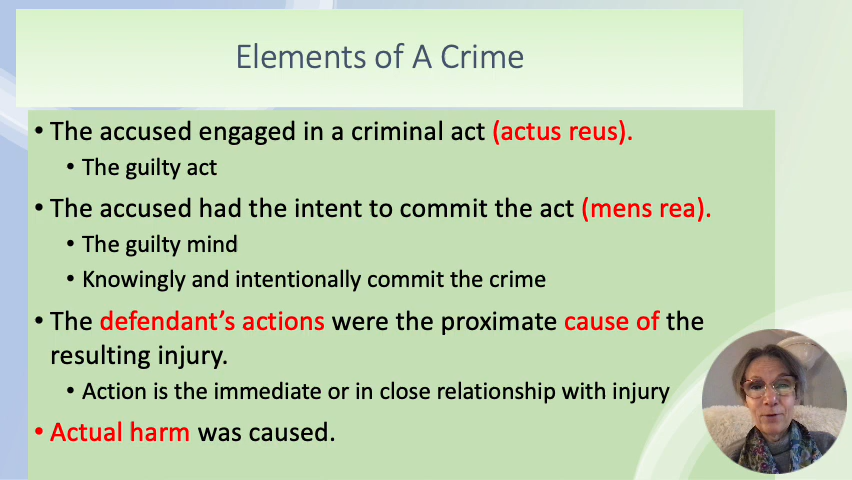 Elements of A Crime
• The accused engaged in a criminal act (actus reus).
• The guilty act
• The accused had the intent to commit the act (mens rea).
• The guilty mind
• Knowingly and intentionally commit the crime
• The defendant's actions were the proximate cause of the
resulting injury.
• Action is the immediate or in close relationship with injury
• Actual harm was caused.